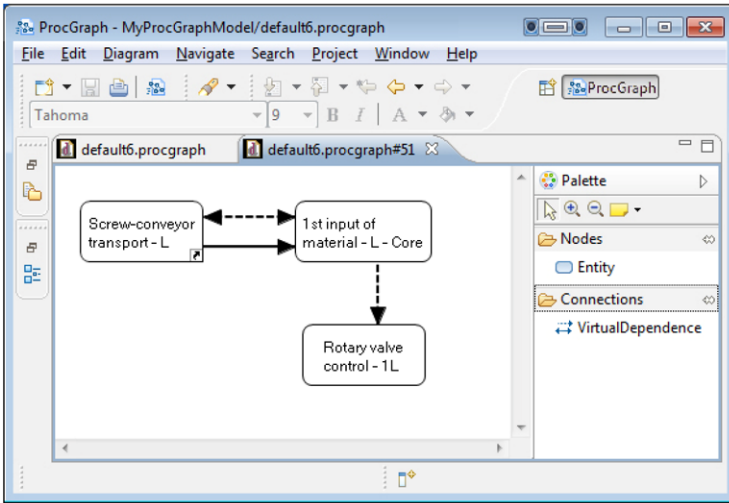 ProcGraph - MyProcGraphModel/default6.procgraph
File Edit Diagram Navigate Search Project Window Help
ProcGraph
Tahoma 9 B I A
default6.procgraph default6.procgraph#51
Palette
Nodes
Entity
Connections
VirtualDependence
Screw-conveyor
transport - L
1st input of
material - L - Core
Rotary valve
control - 1L